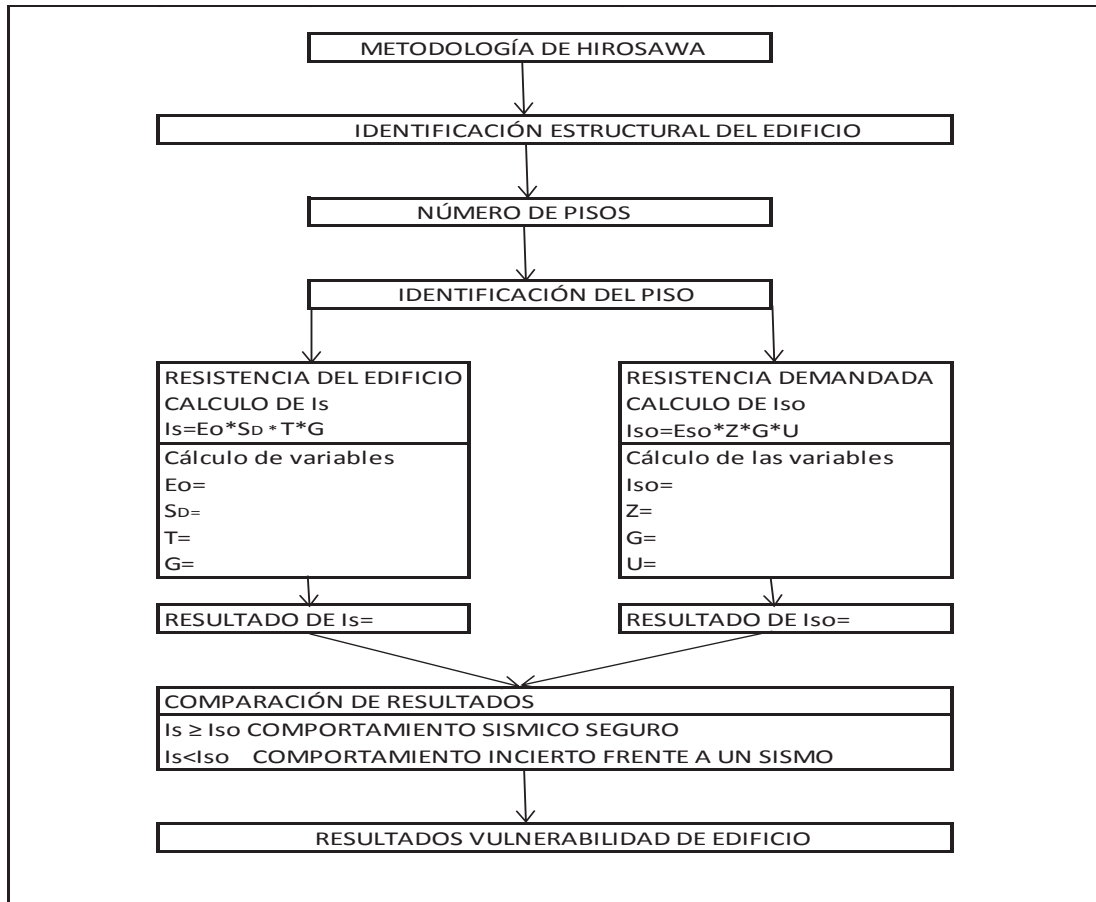 METODOLOGÍA DE HIROSAWA
IDENTIFICACIÓN ESTRUCTURAL DEL EDIFICIO
NÚMERO DE PISOS
IDENTIFICACIÓN DEL PISO
RESISTENCIA DEL EDIFICIO
CALCULO DE Is
Is=Eo*SD*T*G
Cálculo de variables
Eo=
SD=
T=
G=
RESULTADO DE Is=
RESISTENCIA DEMANDADA
CALCULO DE Iso
Iso=Eso*Z*G*U
Cálculo de las variables
Iso=
Z=
G=
U=
RESULTADO DE Iso=
COMPARACIÓN DE RESULTADOS
Is ≥ Iso COMPORTAMIENTO SISMICO SEGURO
Is<Iso COMPORTAMIENTO INCIERTO FRENTE A UN SISMO
RESULTADOS VULNERABILIDAD DE EDIFICIO